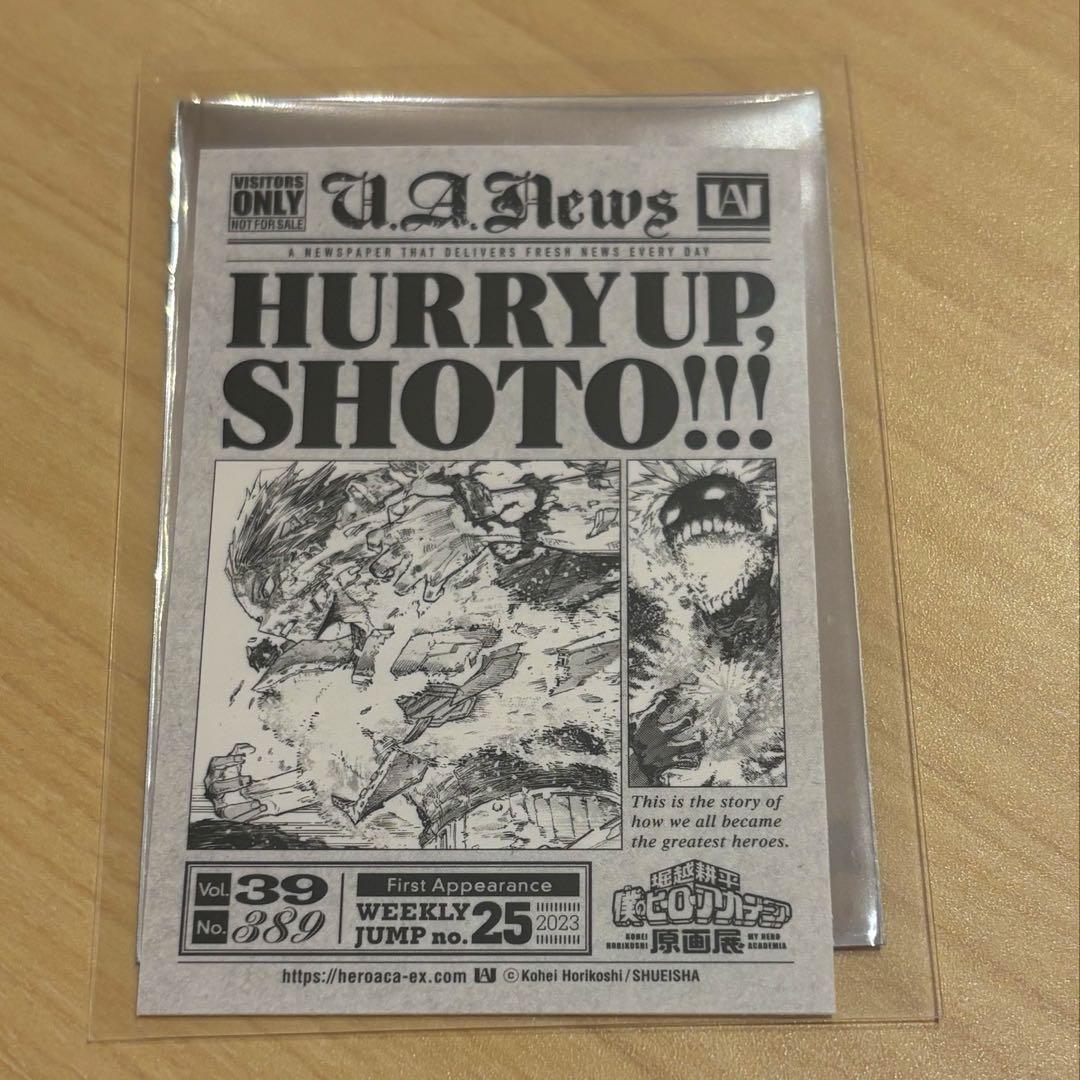 VISITORS
ONLY
NOT FOR SALE
U.A.News
UA
A NEWSPAPER THAT DELIVERS FRESH NEWS EVERY DAY
HURRY UP,
SHOTO!!!
This is the story of
how we all became
the greatest heroes.
Vol. 39
No. 389
First Appearance
WEEKLY
JUMP no. 25 2023
堀越耕平
僕のヒーローアカデミア
KOHEI
HORIKOSHI
原画展
MY HERO
ACADEMIA
https://heroaca-ex.com UA © Kohei Horikoshi/SHUEISHA